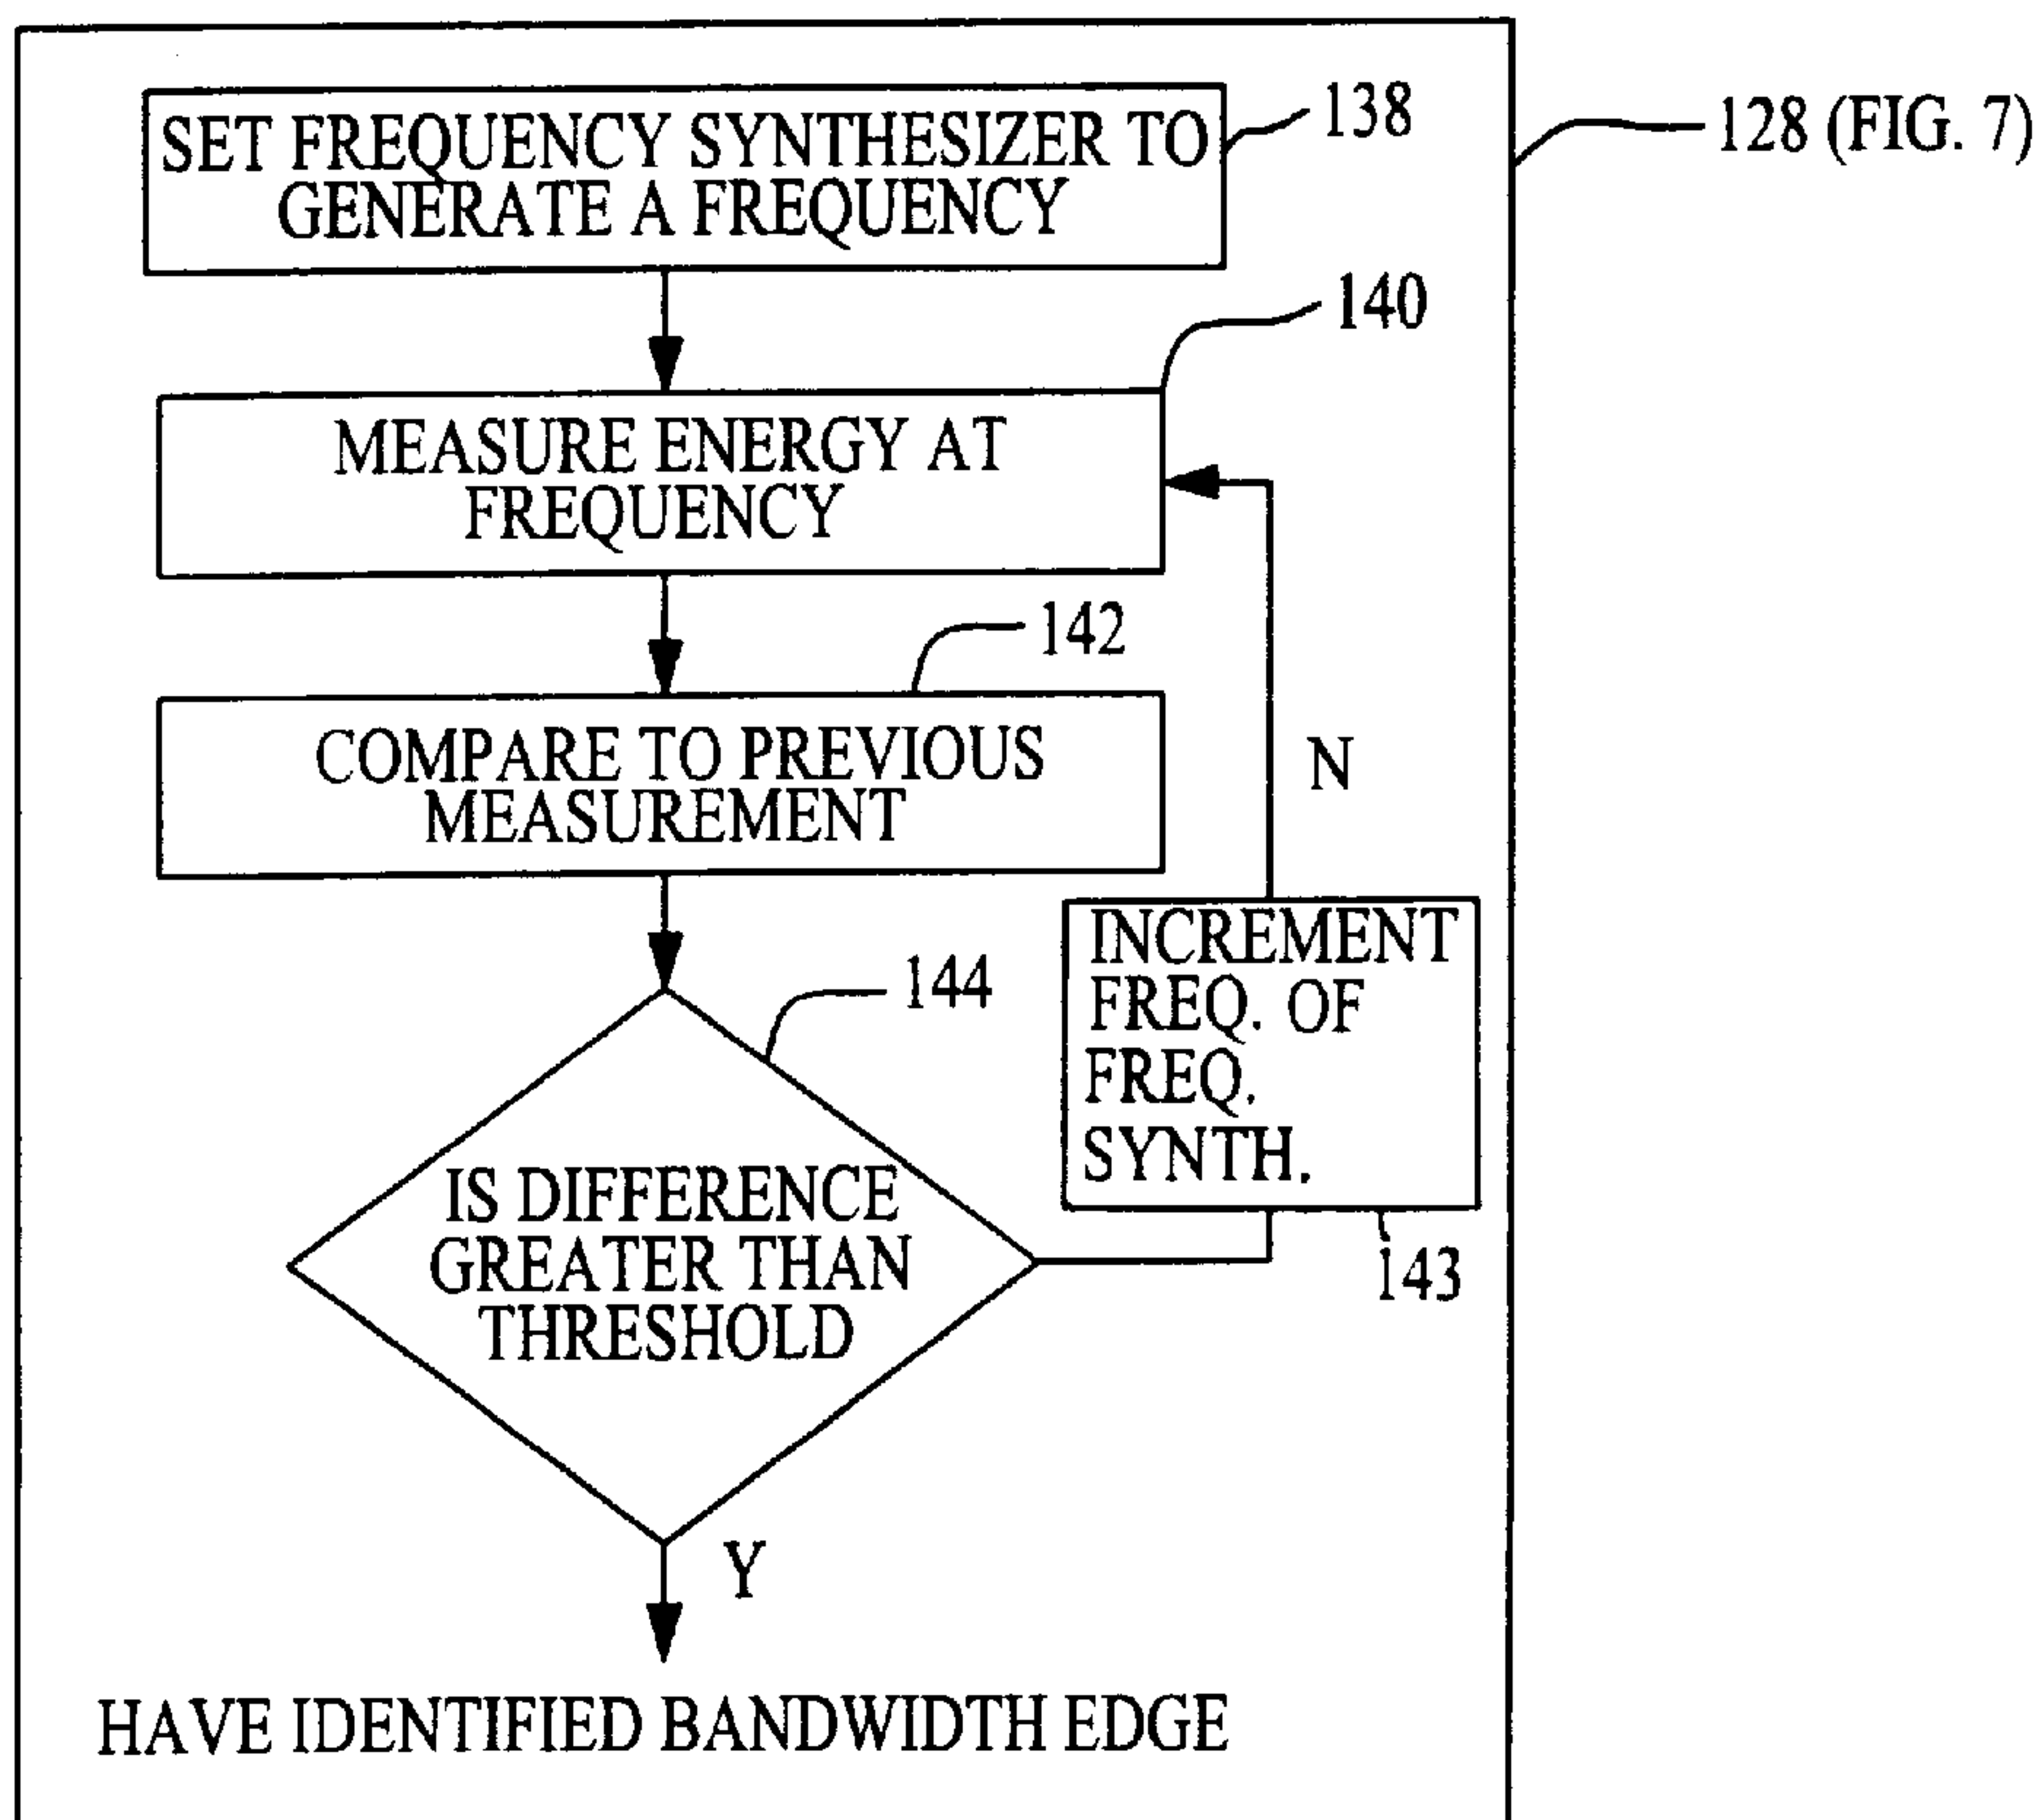 SET FREQUENCY SYNTHESIZER TO
GENERATE A FREQUENCY
138
128 (FIG. 7)
140
MEASURE ENERGY AT
FREQUENCY
142
COMPARE TO PREVIOUS
MEASUREMENT
N
INCREMENT
FREQ. OF
FREQ.
SYNTH.
143
144
IS DIFFERENCE
GREATER THAN
THRESHOLD
Y
HAVE IDENTIFIED BANDWIDTH EDGE